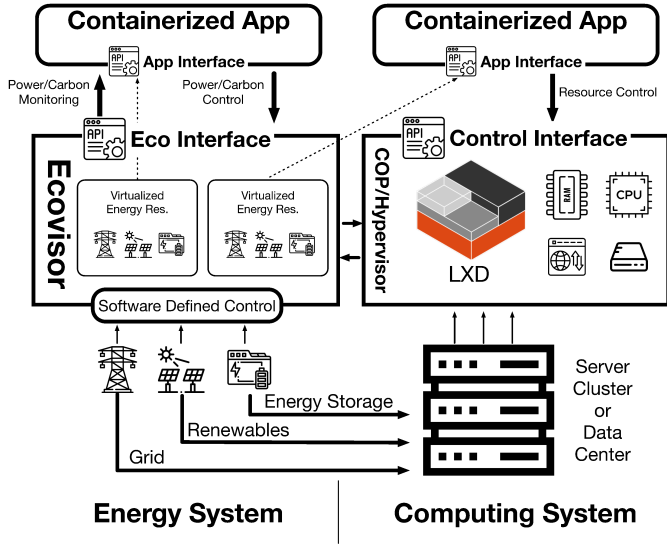 Containerized App
API
App Interface
Power/Carbon
Monitoring
Power/Carbon
Control
API
Eco Interface
Ecovisor
Virtualized
Energy Res.
Virtualized
Energy Res.
Software Defined Control
Containerized App
API
App Interface
Resource Control
API
Control Interface
COP/Hypervisor
LXD
RAM
CPU
Energy Storage
Renewables
Grid
Server
Cluster
or
Data
Center
Energy System
Computing System